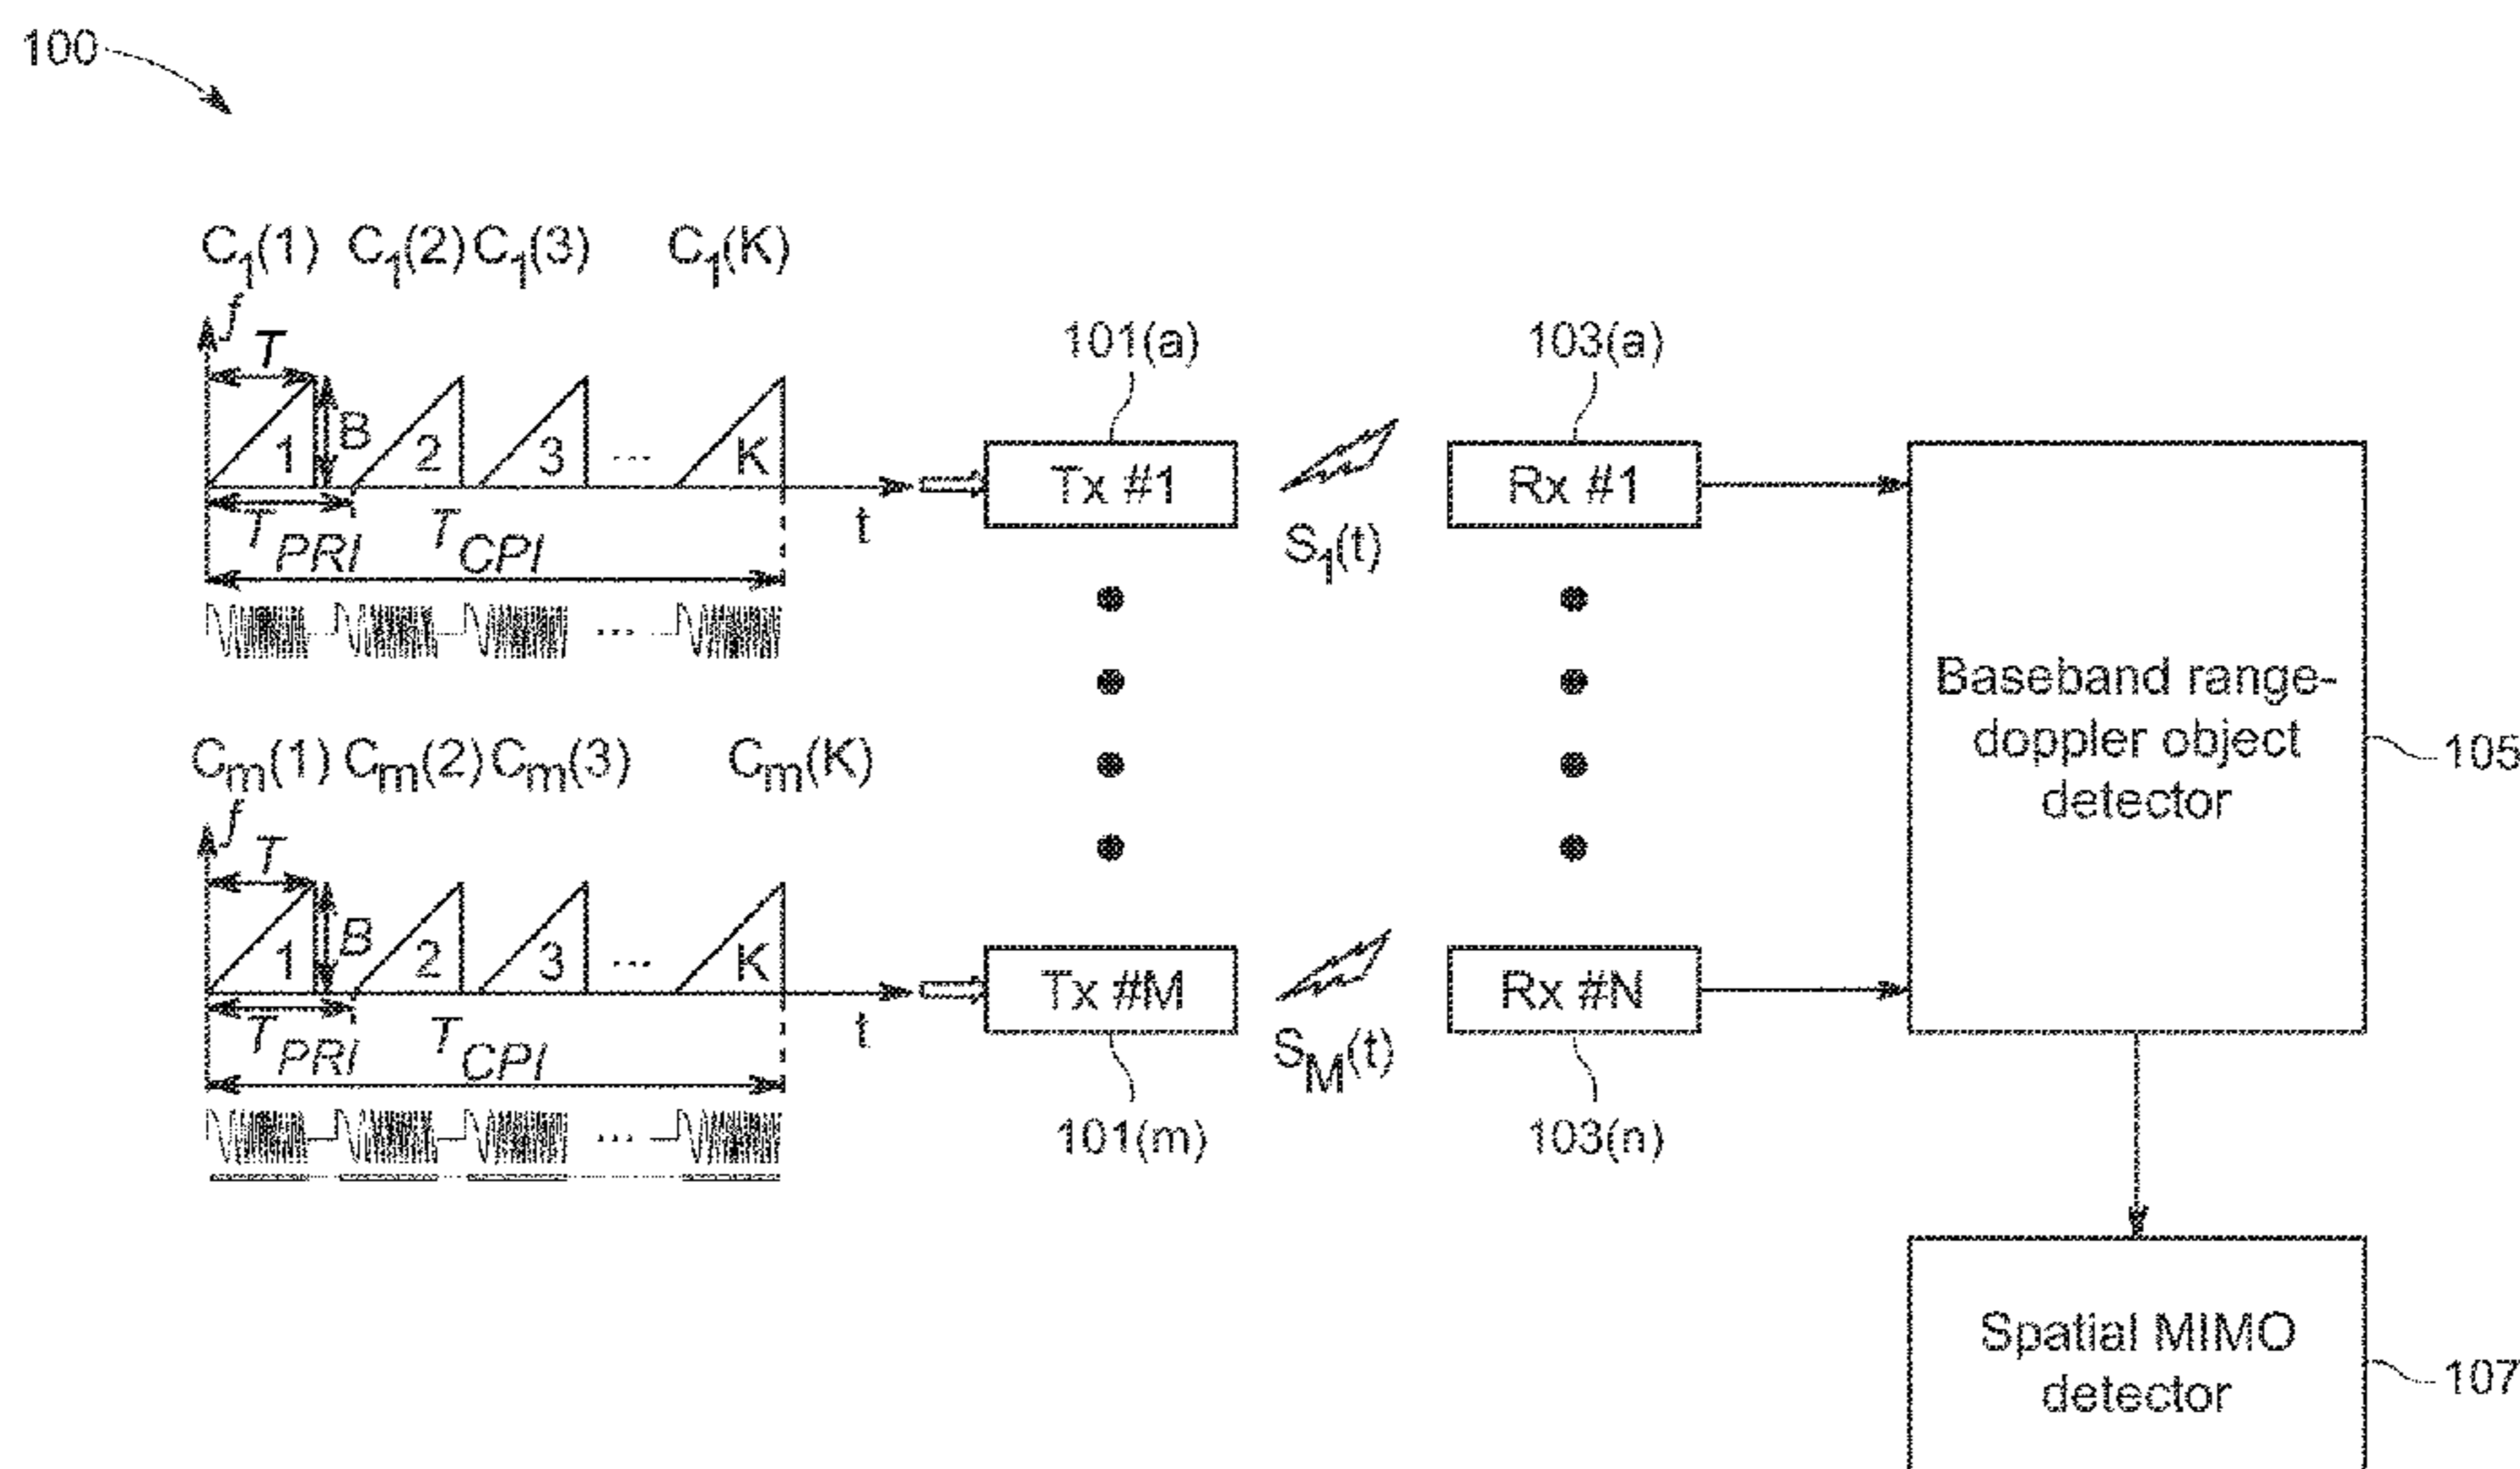 100
C1(1) C1(2) C1(3) C1(K)
f
T
1 B 2 3 ... K
t
TPRI TCPI
...
101(a)
Tx #1
S1(t)
103(a)
Rx #1
Baseband range-
doppler object
detector
105
Cm(1) Cm(2) Cm(3) Cm(K)
f
T
1 B 2 3 ... K
t
TPRI TCPI
...
Tx #M
101(m)
SM(t)
Rx #N
103(n)
Spatial MIMO
detector
107